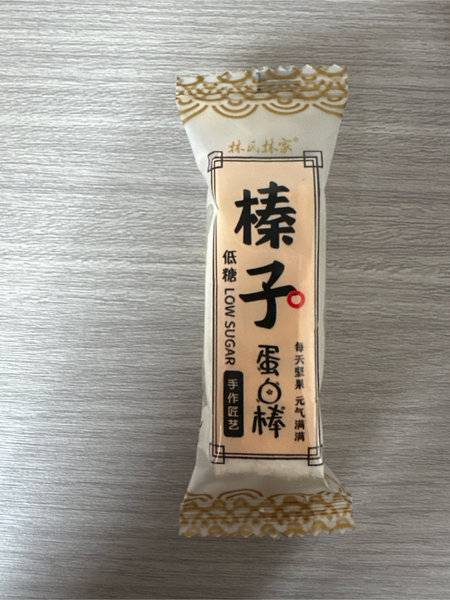 林氏林家®
榛子
低糖 LOW SUGAR
手作匠艺
蛋白棒
每天坚果 元气满满